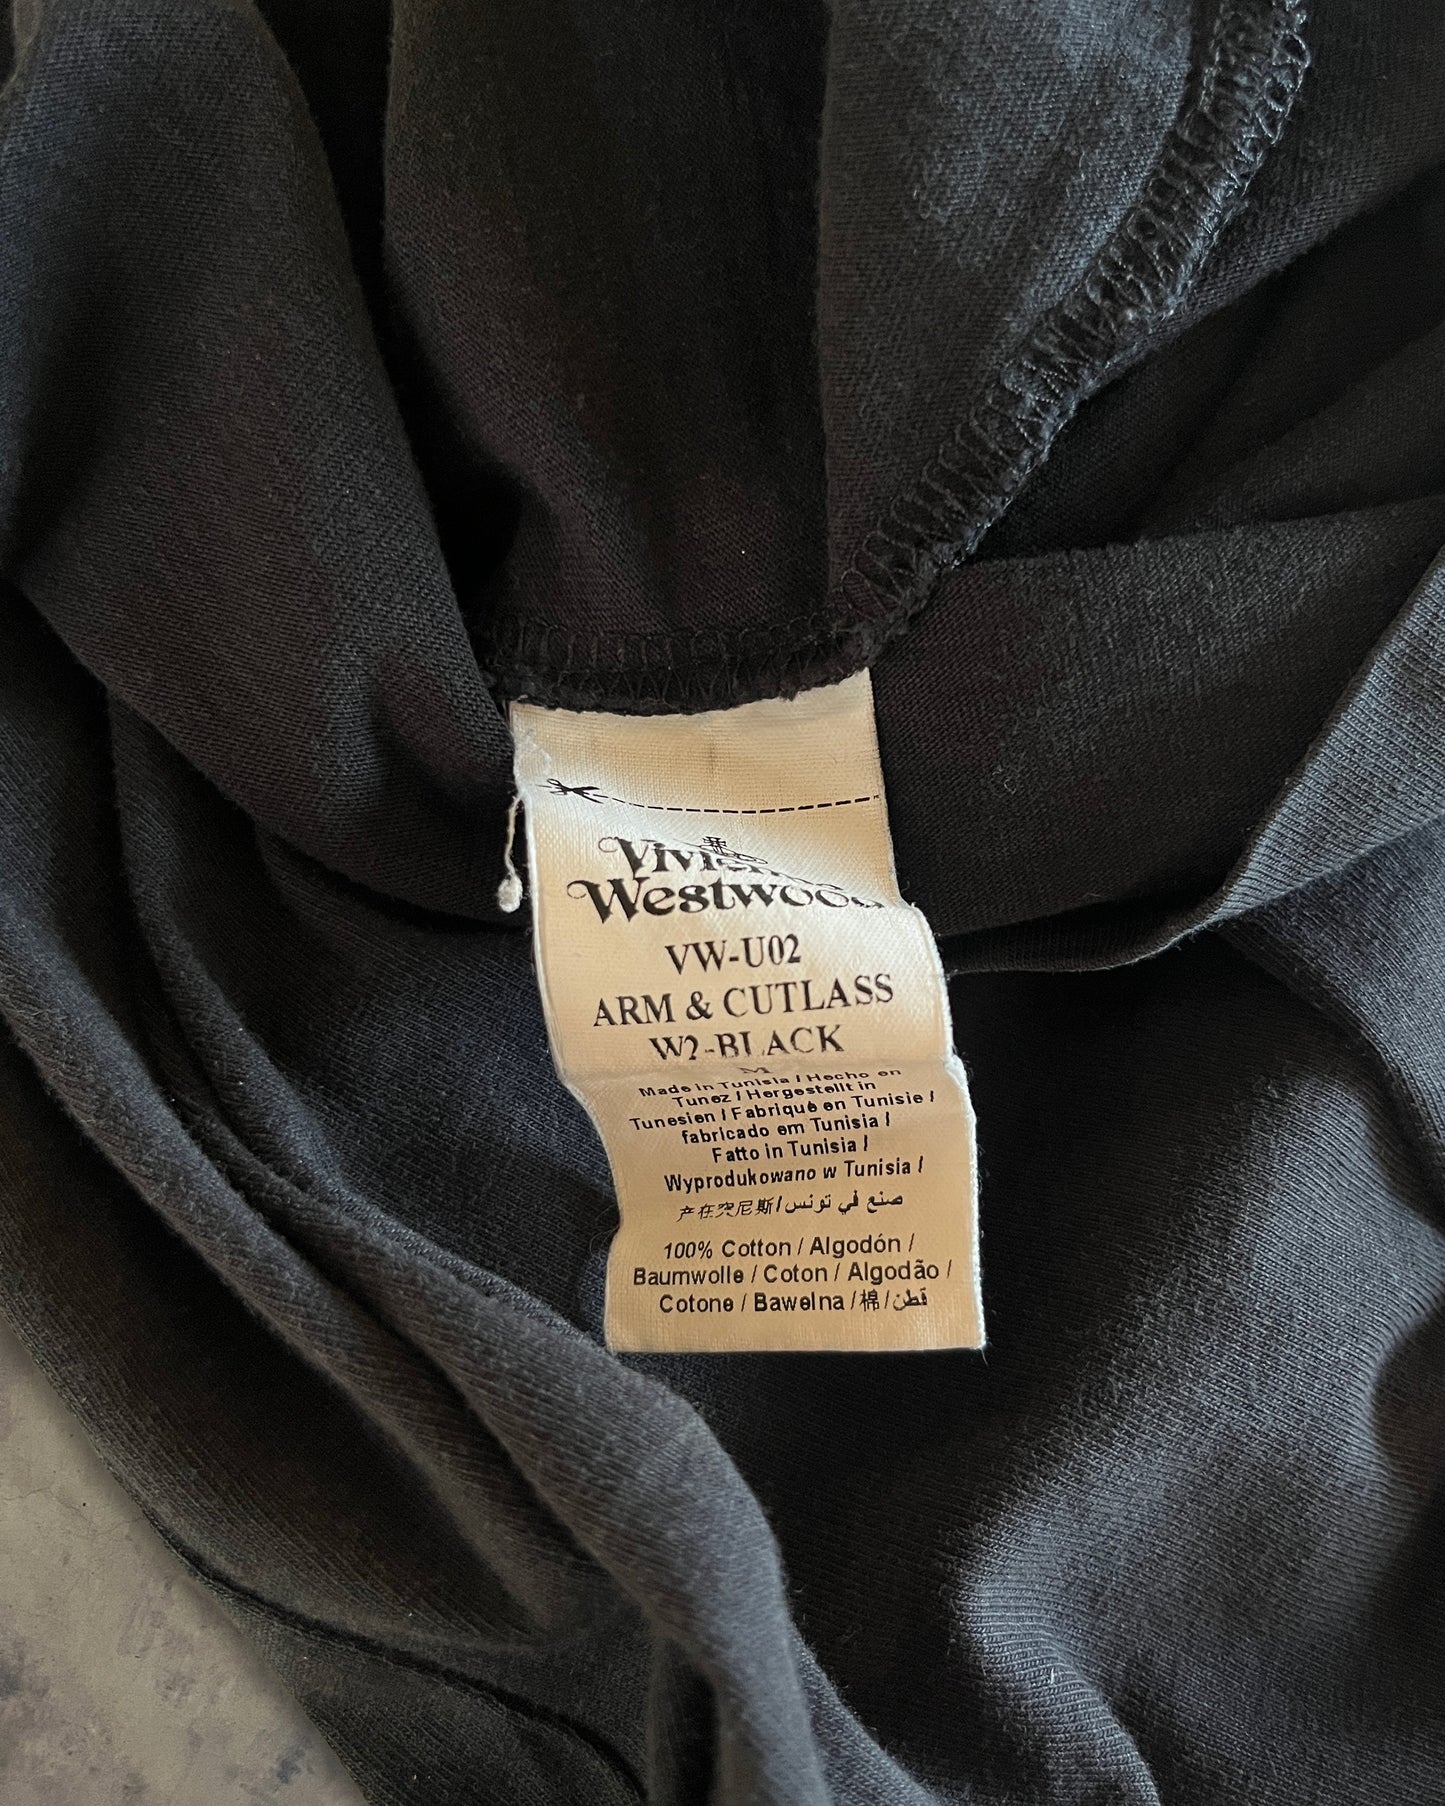 Vivienne
Westwood
VW-U02
ARM & CUTLASS
W2-BLACK
M
Made in Tunisia / Hecho en
Tunez / Hergestellt in
Tunesien / Fabriqué en Tunisie /
fabricado em Tunisia /
Fatto in Tunisia /
Wyprodukowano w Tunisia /
产在突尼斯/صنع في تونس
100% Cotton / Algodón /
Baumwolle / Coton / Algodão /
Cotone / Bawełna /棉/قطن